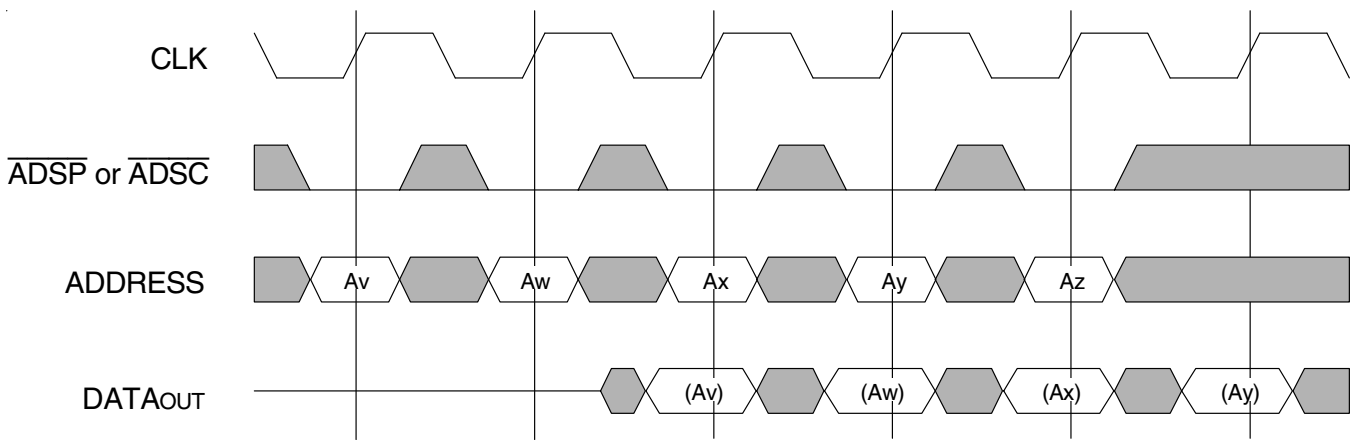 CLK
ADSP or ADSC
ADDRESS Av Aw Ax Ay Az
DATAOUT (Av) (Aw) (Ax) (Ay)